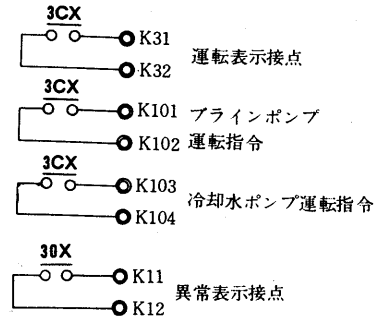 3CX
K31
K32
運転表示接点
3CX
K101
K102
ブラインポンプ
運転指令
3CX
K103
K104
冷却水ポンプ運転指令
30X
K11
K12
異常表示接点